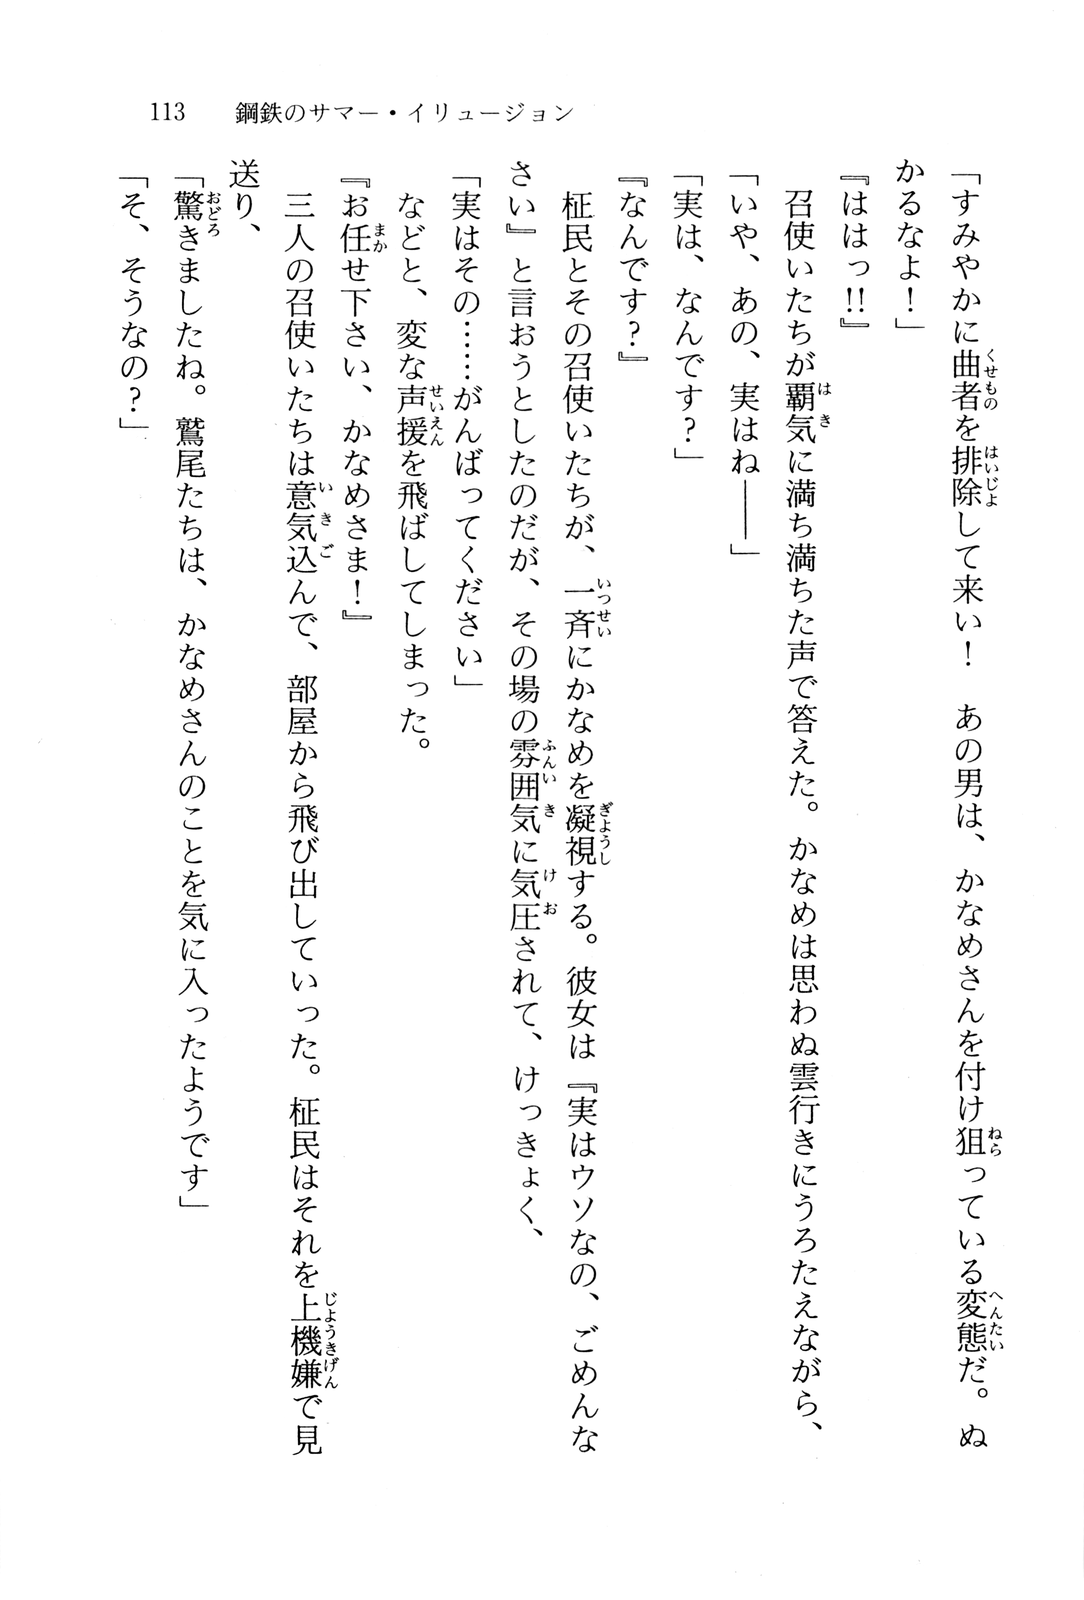 113　鋼鉄のサマー・イリュージョン
「すみやかに曲者を排除して来い！　あの男は、かなめさんを付け狙っている変態だ。ぬ
かるなよ！」
『ははっ!!』
　召使いたちが覇気に満ち満ちた声で答えた。かなめは思わぬ雲行きにうろたえながら、
「いや、あの、実はね――」
「実は、なんです？」
『なんです？』
　柾民とその召使いたちが、一斉にかなめを凝視する。彼女は『実はウソなの、ごめんな
さい』と言おうとしたのだが、その場の雰囲気に気圧されて、けっきょく、
「実はその……がんばってください」
　などと、変な声援を飛ばしてしまった。
『お任せ下さい、かなめさま！』
　三人の召使いたちは意気込んで、部屋から飛び出していった。柾民はそれを上機嫌で見
送り、
「驚きましたね。鷲尾たちは、かなめさんのことを気に入ったようです」
「そ、そうなの？」